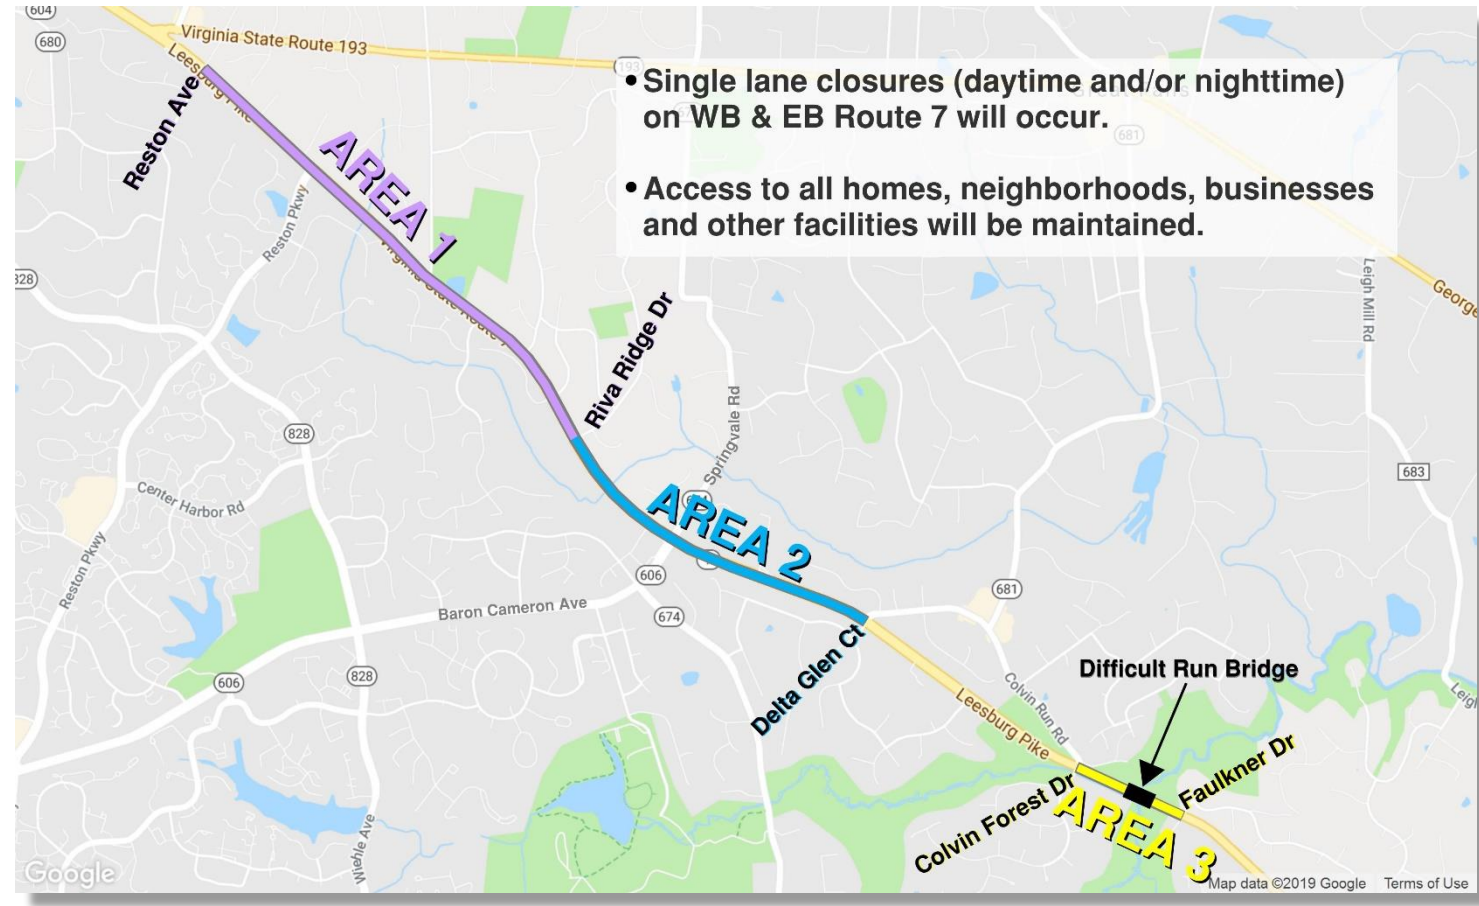 604
680
Virginia State Route 193
Leesburg Pike
193
• Single lane closures (daytime and/or nighttime)
on WB & EB Route 7 will occur.
• Access to all homes, neighborhoods, businesses
and other facilities will be maintained.
681
Reston Ave
AREA 1
Reston Pkwy
828
Leigh Mill Rd
George
Riva Ridge Dr
Springvale Rd
828
683
Center Harbor Rd
AREA 2
Reston Pkwy
606
Baron Cameron Ave
674
681
Delta Glen Ct
606
828
Difficult Run Bridge
Colvin Run Rd
Leesburg Pike
Leigh
Colvin Forest Dr
AREA 3
Faulkner Dr
Wiehle Ave
Google
Map data ©2019 Google
Terms of Use